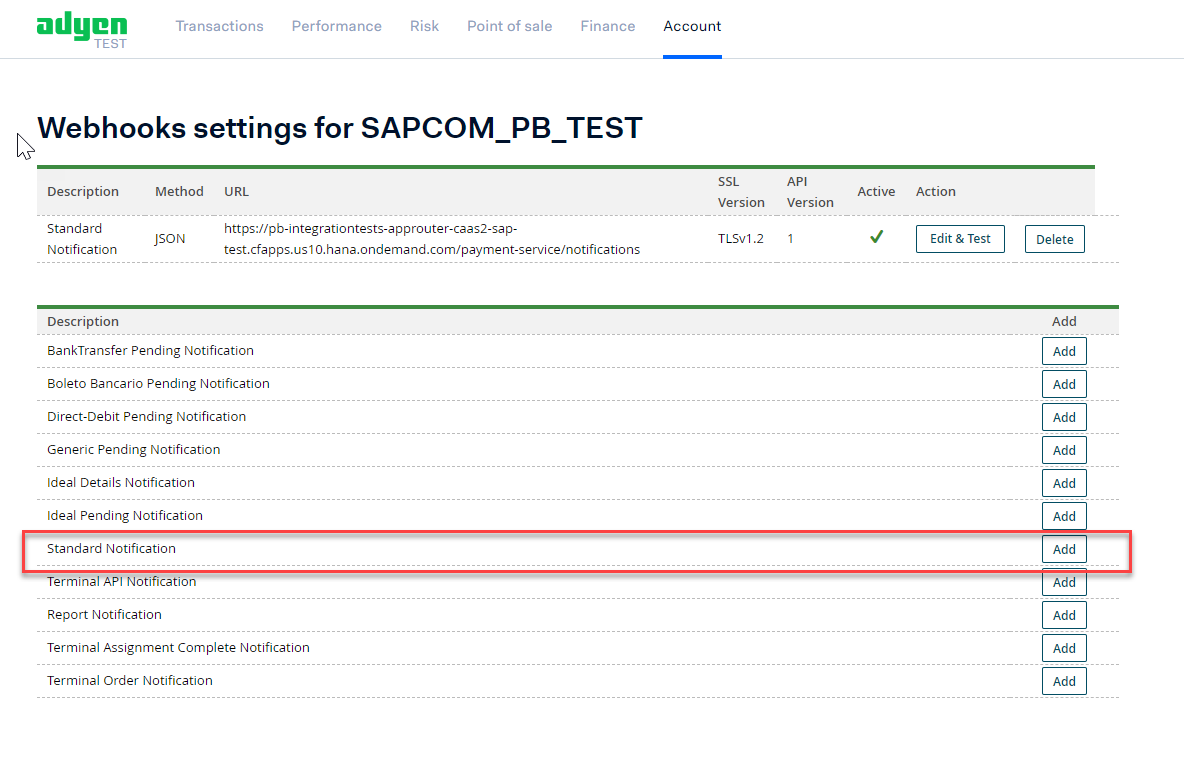 adyen
TEST
Transactions Performance Risk Point of sale Finance Account
Webhooks settings for SAPCOM_PB_TEST
Description Method URL SSL Version API Version Active Action
Standard Notification JSON https://pb-integrationtests-approuter-caas2-sap-
test.cfapps.us10.hana.ondemand.com/payment-service/notifications TLSv1.2 1 Edit & Test Delete
Description Add
BankTransfer Pending Notification Add
Boleto Bancario Pending Notification Add
Direct-Debit Pending Notification Add
Generic Pending Notification Add
Ideal Details Notification Add
Ideal Pending Notification Add
Standard Notification Add
Terminal API Notification Add
Report Notification Add
Terminal Assignment Complete Notification Add
Terminal Order Notification Add